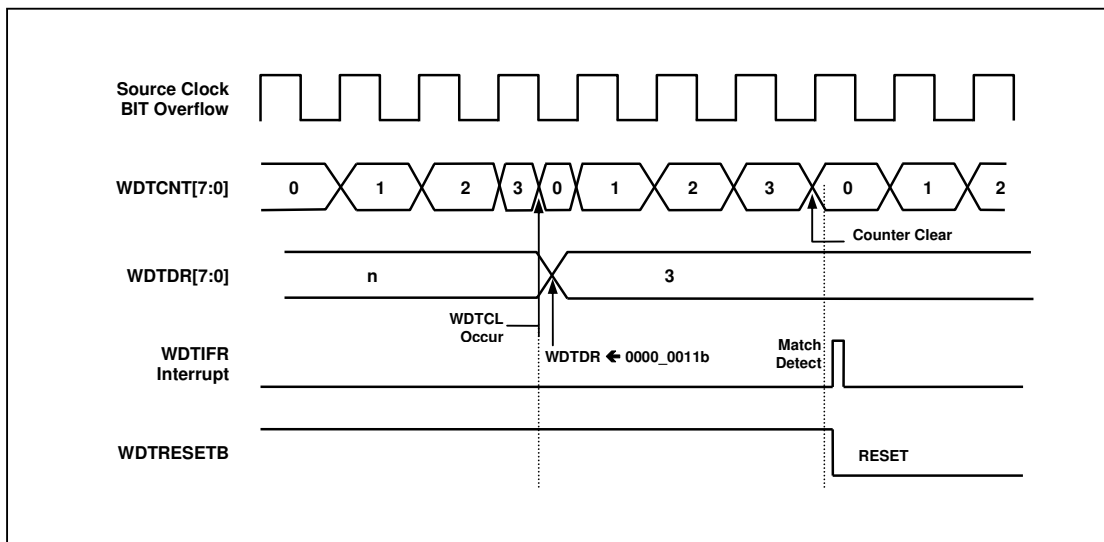 Source Clock
BIT Overflow
WDTCNT[7:0]
0 1 2 3 0 1 2 3 0 1 2
Counter Clear
WDTDR[7:0]
n 3
WDTCL
Occur
WDTDR ← 0000_0011b
WDTIFR
Interrupt
Match
Detect
WDTRESETB
RESET